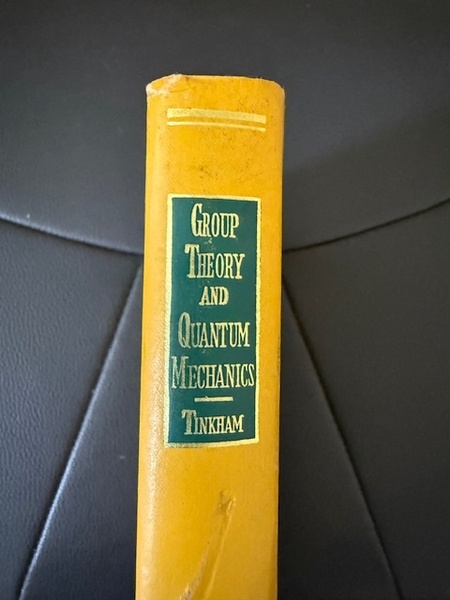 GROUP
THEORY
AND
QUANTUM
MECHANICS
TINKHAM